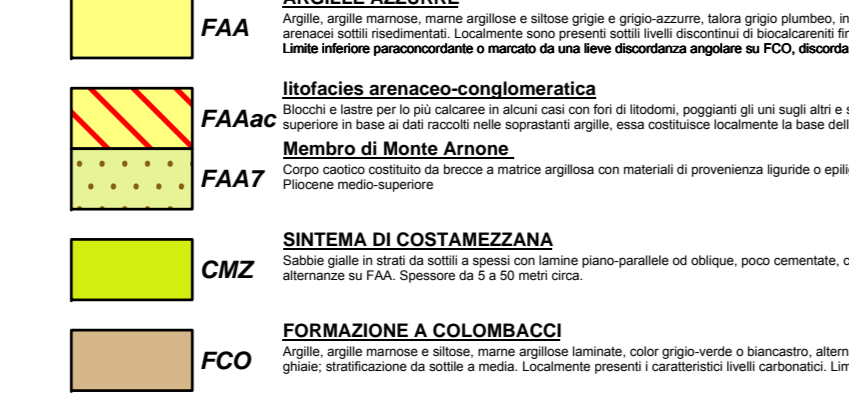 ARGILLE AZZURRE
FAA
Argille, argille marnose, marne argillose e siltose grigie e grigio-azzurre, talora grigio plumbeo, in
arenacei sottili risedimentati. Localmente sono presenti sottili livelli discontinui di biocalcareniti fin
Limite inferiore paraconcordante o marcato da una lieve discordanza angolare su FCO, discorda
litofacies arenaceo-conglomeratica
FAAac
Blocchi e lastre per lo più calcaree in alcuni casi con fori di litodomi, poggianti gli uni sugli altri e s
superiore in base ai dati raccolti nelle soprastanti argille, essa costituisce localmente la base dell
Membro di Monte Arnone
FAA7
Corpo caotico costituito da brecce a matrice argillosa con materiali di provenienza liguride o epilig
Pliocene medio-superiore
SINTEMA DI COSTAMEZZANA
CMZ
Sabbie gialle in strati da sottili a spessi con lamine piano-parallele od oblique, poco cementate, c
alternanze su FAA. Spessore da 5 a 50 metri circa.
FORMAZIONE A COLOMBACCI
FCO
Argille, argille marnose e siltose, marne argillose laminate, color grigio-verde o biancastro, altern
ghiaie; stratificazione da sottile a media. Localmente presenti i caratteristici livelli carbonatici. Lim